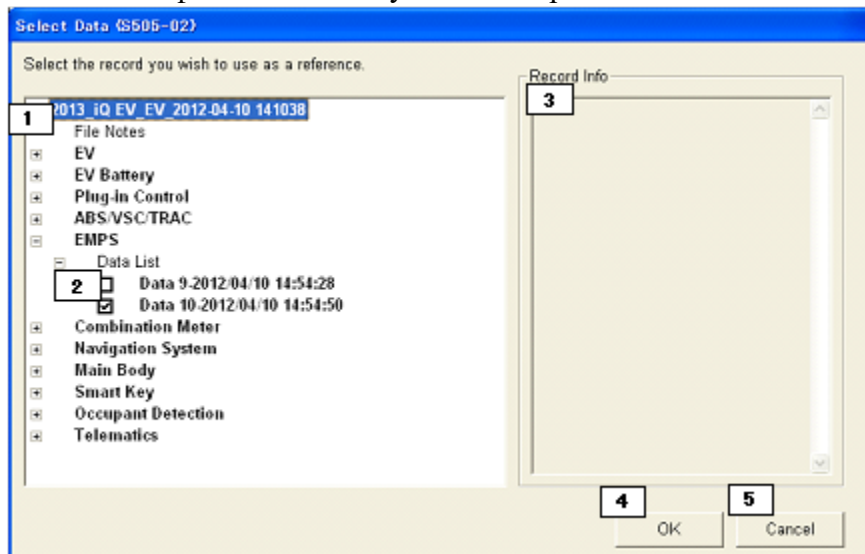 Select Data (S505-02)
Select the record you wish to use as a reference.
Record Info
1
2013_iQ EV_EV_2012-04-10 141038
3
File Notes
EV
EV Battery
Plug-in Control
ABS/VSC/TRAC
EMPS
Data List
2
Data 9-2012/04/10 14:54:28
Data 10-2012/04/10 14:54:50
Combination Meter
Navigation System
Main Body
Smart Key
Occupant Detection
Telematics
4
5
OK
Cancel